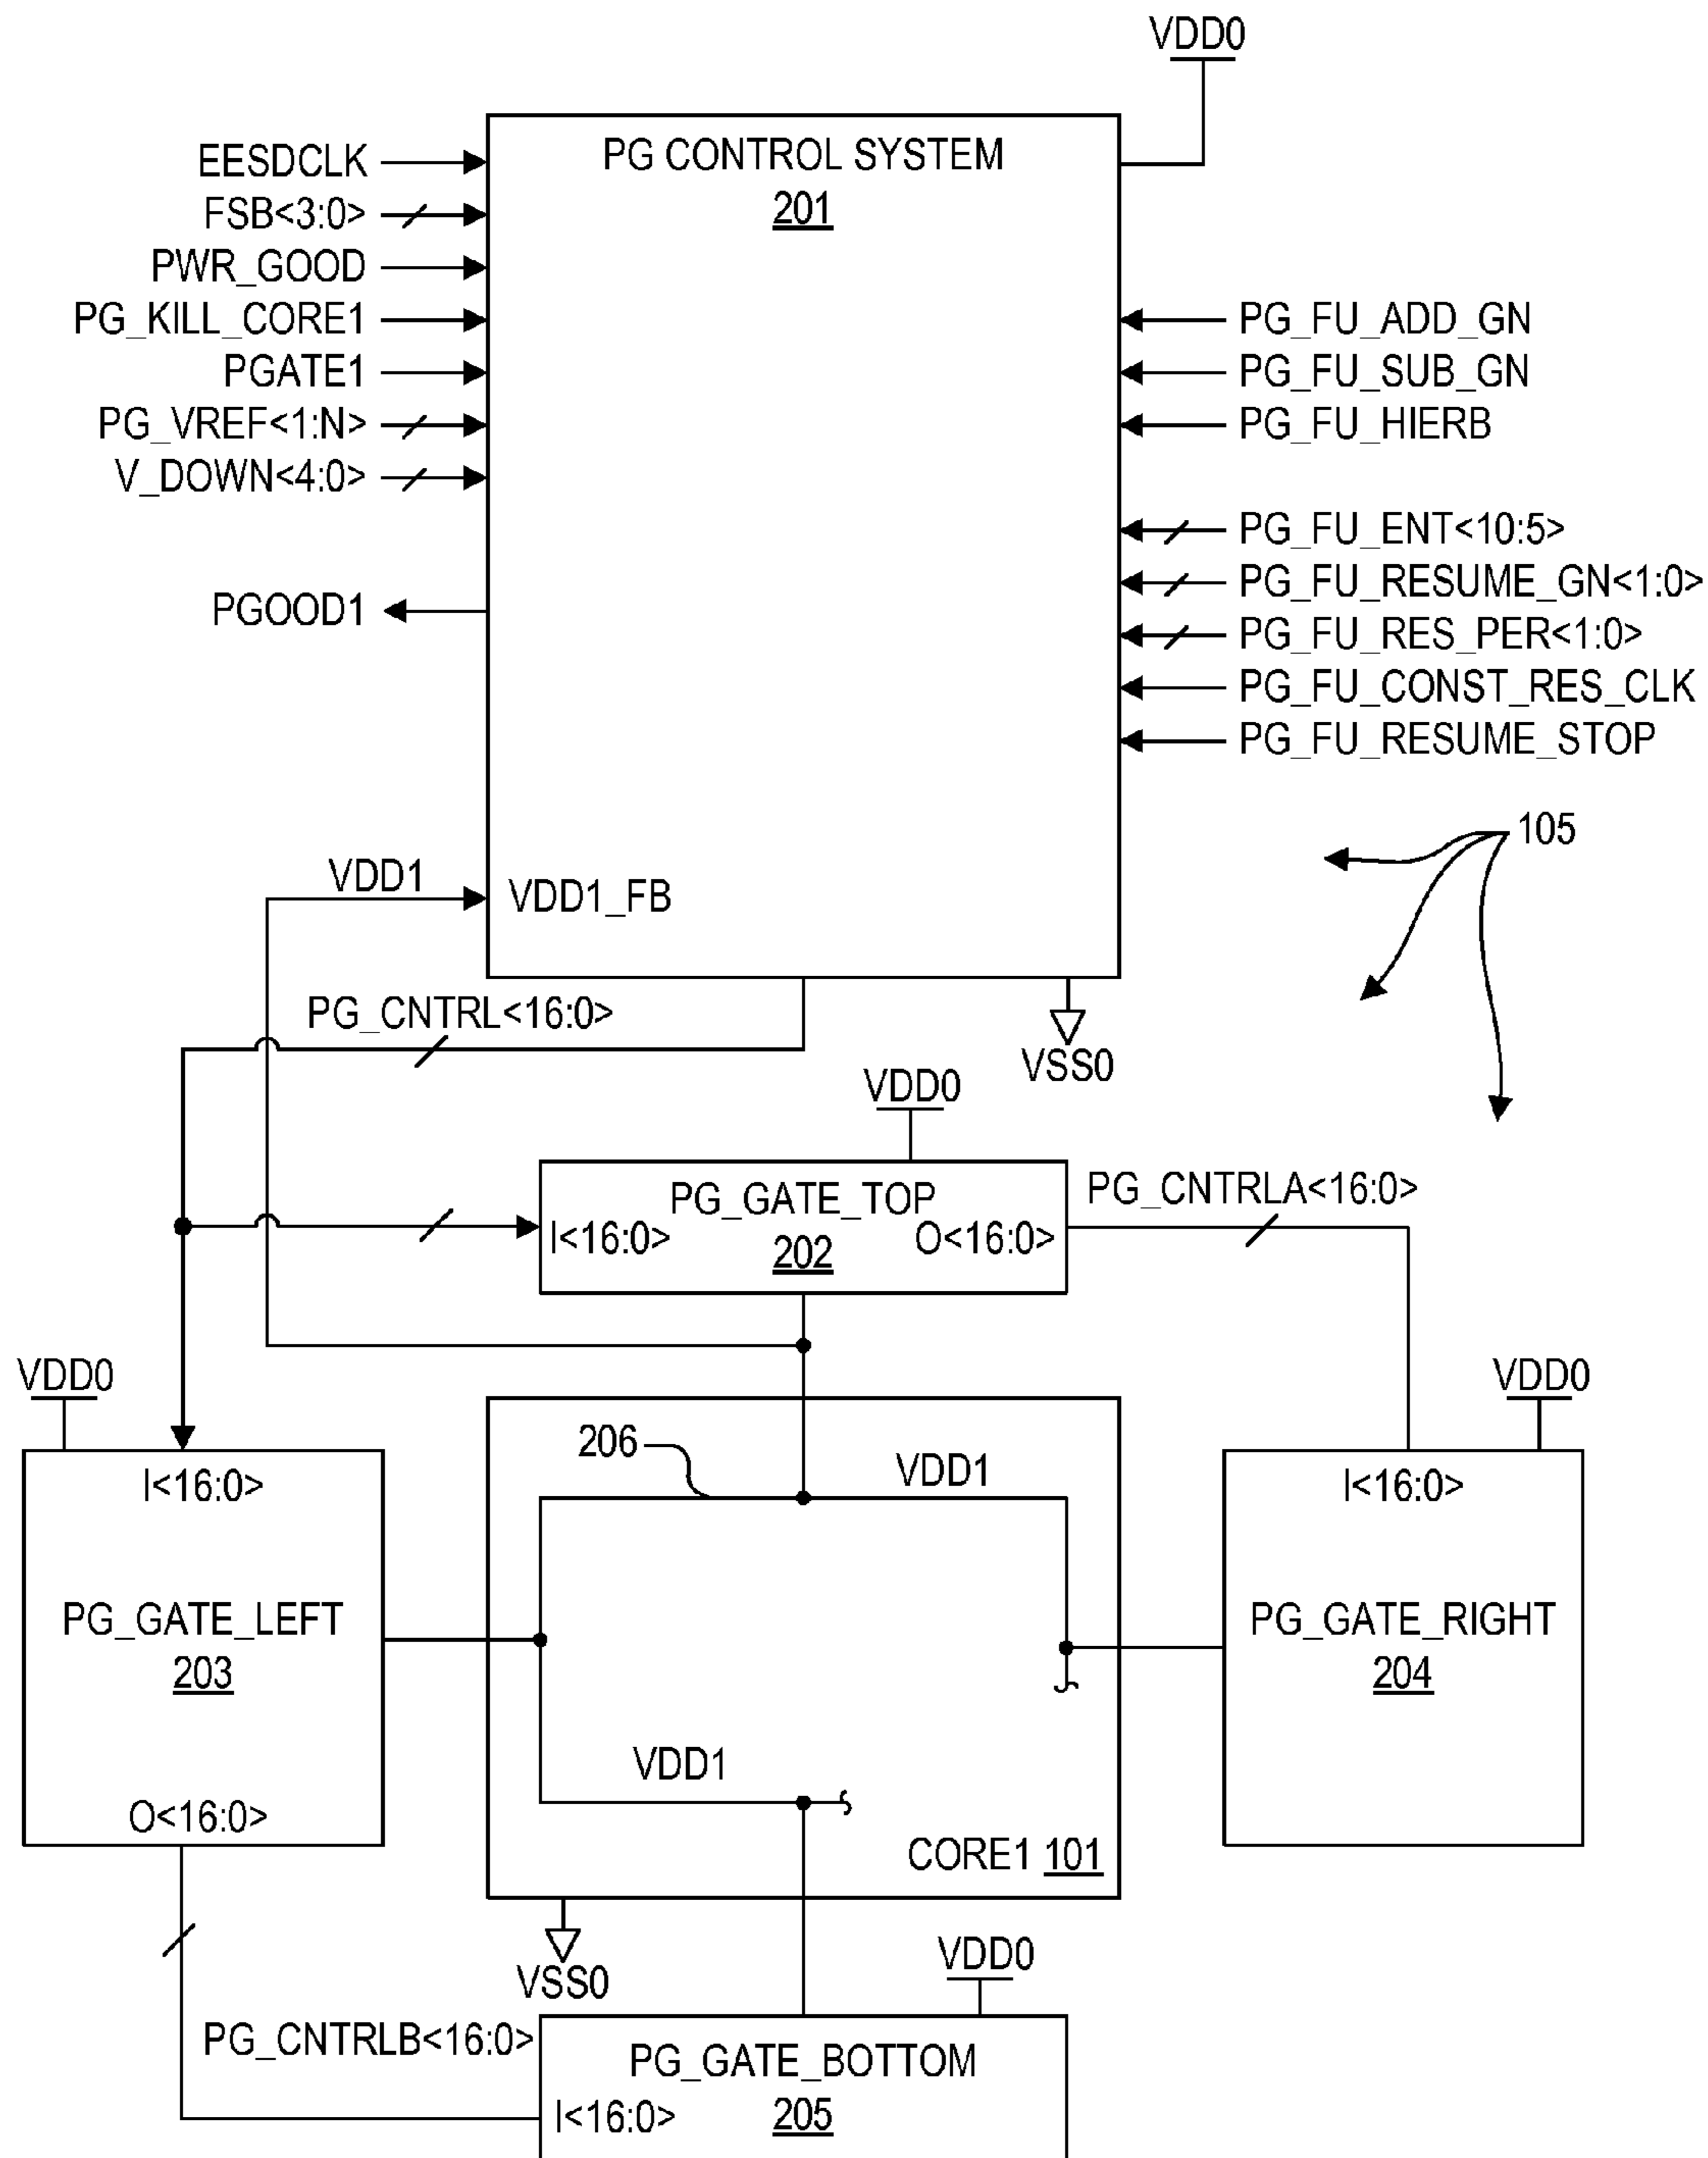 VDD0
PG CONTROL SYSTEM
201
EESDCLK
FSB<3:0>
PWR_GOOD
PG_KILL_CORE1
PGATE1
PG_VREF<1:N>
V_DOWN<4:0>
PGOOD1
PG_FU_ADD_GN
PG_FU_SUB_GN
PG_FU_HIERB
PG_FU_ENT<10:5>
PG_FU_RESUME_GN<1:0>
PG_FU_RES_PER<1:0>
PG_FU_CONST_RES_CLK
PG_FU_RESUME_STOP
105
VDD1
VDD1_FB
PG_CNTRL<16:0>
VSS0
VDD0
PG_GATE_TOP
I<16:0>
202
O<16:0>
PG_CNTRLA<16:0>
VDD0
VDD0
206
VDD1
I<16:0>
I<16:0>
PG_GATE_LEFT
203
PG_GATE_RIGHT
204
VDD1
O<16:0>
CORE1 101
VSS0
VDD0
PG_CNTRLB<16:0>
PG_GATE_BOTTOM
I<16:0>
205